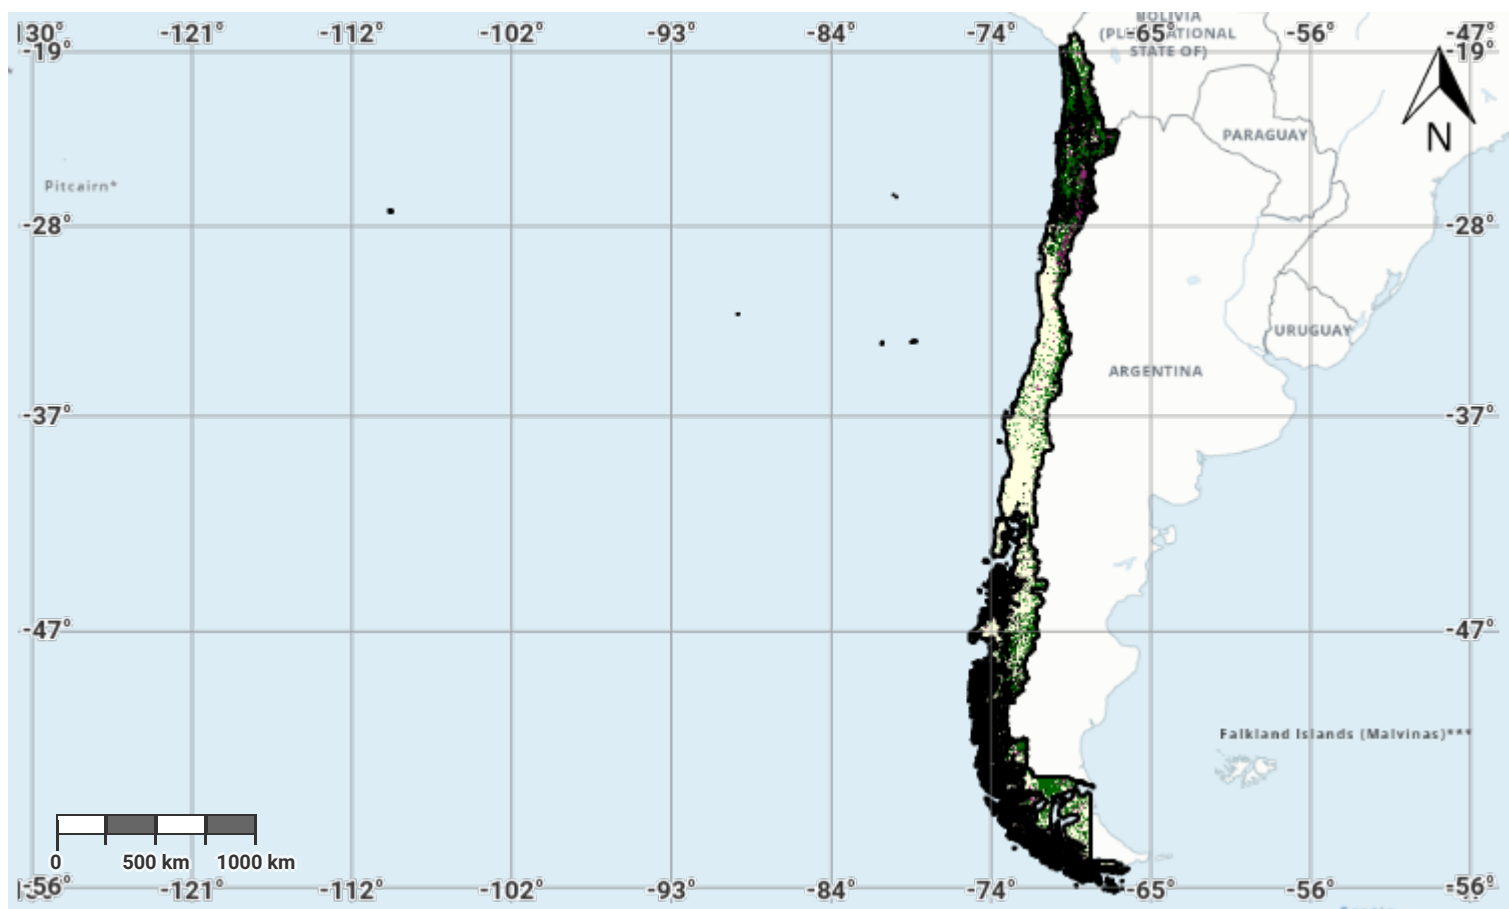 -130° -121° -112° -102° -93° -84° -74° -65° -56° -47°
BOLIVIA
(PLURINATIONAL
STATE OF)
-19° -19°
N
PARAGUAY
Pitcairn*
-28° -28°
URUGUAY
ARGENTINA
-37° -37°
-47° -47°
Falkland Islands (Malvinas)***
0 500 km 1000 km
-56° -121° -112° -102° -93° -84° -74° -65° -56° -56°